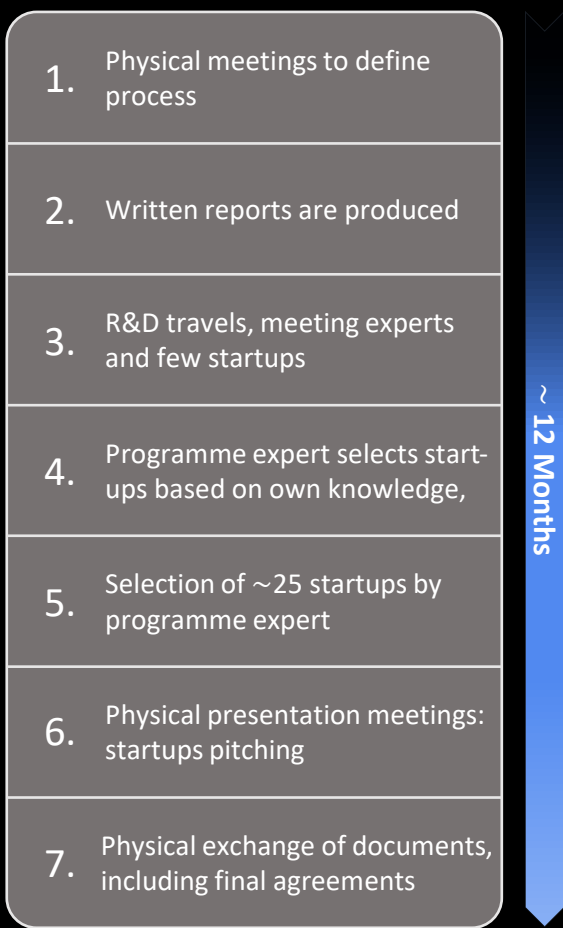 1.
Physical meetings to define
process
2.
Written reports are produced
3.
R&D travels, meeting experts
and few startups
4.
Programme expert selects start-
ups based on own knowledge,
5.
Selection of ~25 startups by
programme expert
6.
Physical presentation meetings:
startups pitching
7.
Physical exchange of documents,
including final agreements
~ 12 Months